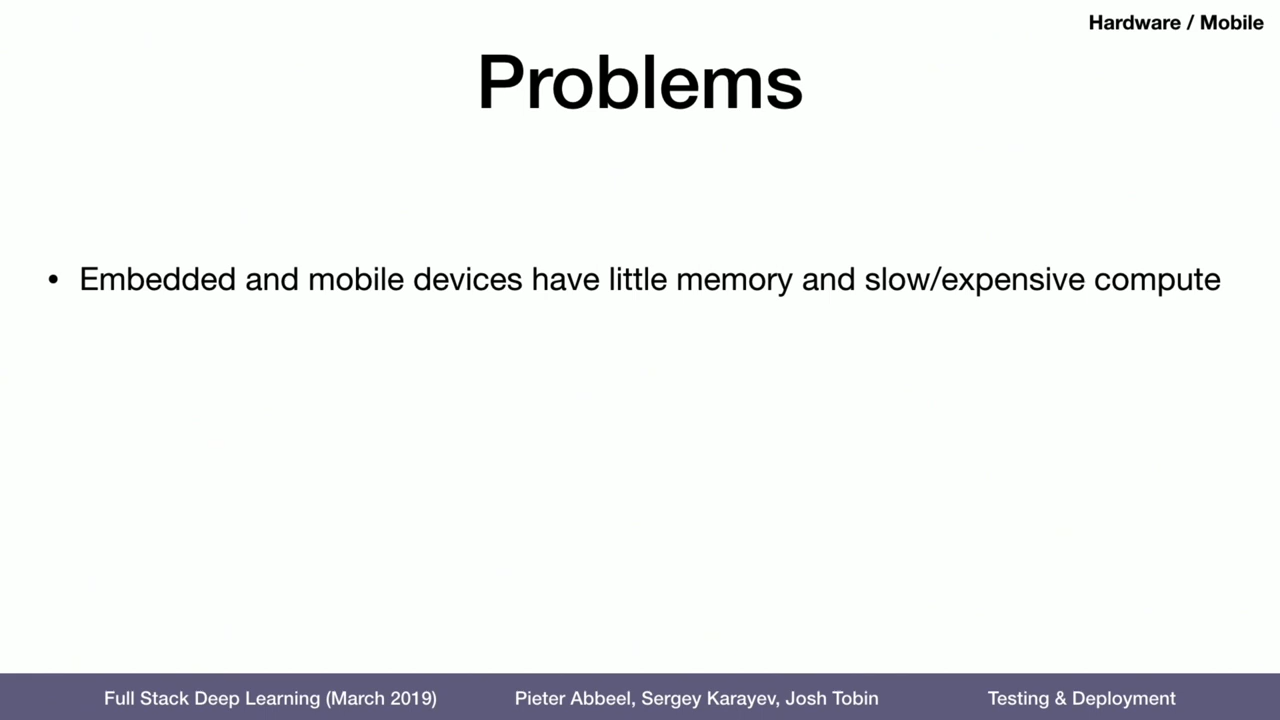 Hardware / Mobile
Problems
• Embedded and mobile devices have little memory and slow/expensive compute
Full Stack Deep Learning (March 2019) Pieter Abbeel, Sergey Karayev, Josh Tobin Testing & Deployment